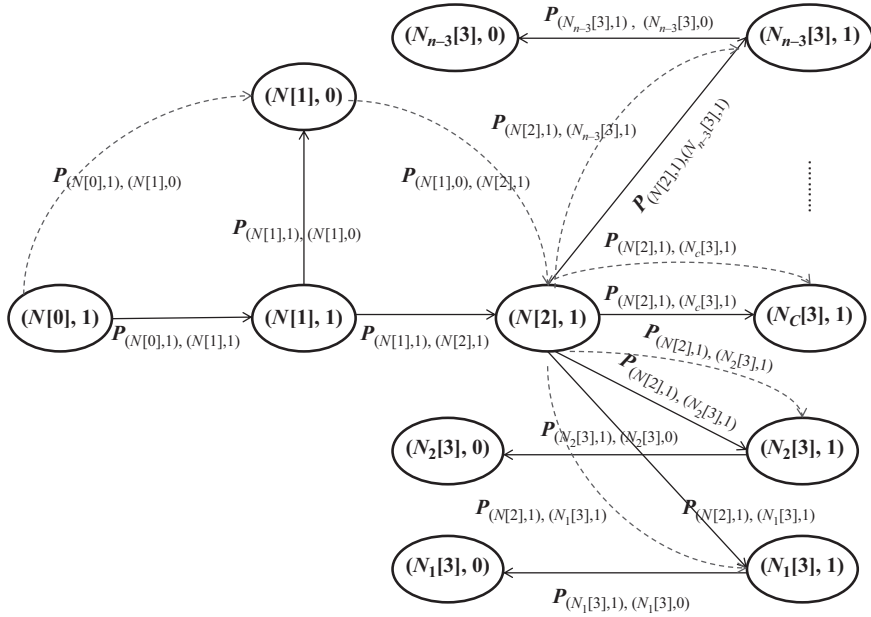 (N_{n–3}[3], 0)
P_{(N_{n–3}[3],1) , (N_{n–3}[3],0)}
(N_{n–3}[3], 1)
(N[1], 0)
P_{(N[2],1), (N_{n–3}[3],1)}
P_{(N[2],1),(N_{n–3}[3],1)}
P_{(N[0],1), (N[1],0)}
P_{(N[1],0), (N[2],1)}
P_{(N[1],1), (N[1],0)}
P_{(N[2],1), (N_c[3],1)}
(N[0], 1)
(N[1], 1)
(N[2], 1)
P_{(N[2],1), (N_c[3],1)}
(N_C[3], 1)
P_{(N[0],1), (N[1],1)}
P_{(N[1],1), (N[2],1)}
P_{(N[2],1), (N_2[3],1)}
P_{(N[2],1), (N_2[3],1)}
(N_2[3], 0)
P_{(N_2[3],1), (N_2[3],0)}
(N_2[3], 1)
P_{(N[2],1), (N_1[3],1)}
P_{(N[2],1), (N_1[3],1)}
(N_1[3], 0)
(N_1[3], 1)
P_{(N_1[3],1), (N_1[3],0)}